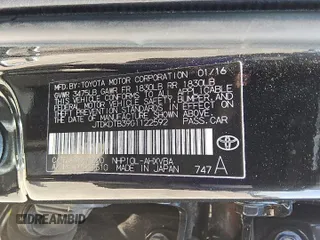 MFD. BY: TOYOTA MOTOR CORPORATION 01/16
GVWR 3475LB GAWR FR 1830LB RR 1830LB
THIS VEHICLE CONFORMS TO ALL APPLICABLE
FEDERAL MOTOR VEHICLE SAFETY, BUMPER, AND
THEFT PREVENTION STANDARDS IN EFFECT ON
THE DATE OF MANUFACTURE SHOWN ABOVE.
JTDKDTB39G1122592 PASS.CAR
TOYOTA
NHP10L-AHXVBA
MADE IN JAPAN 747 A
DREAMBID